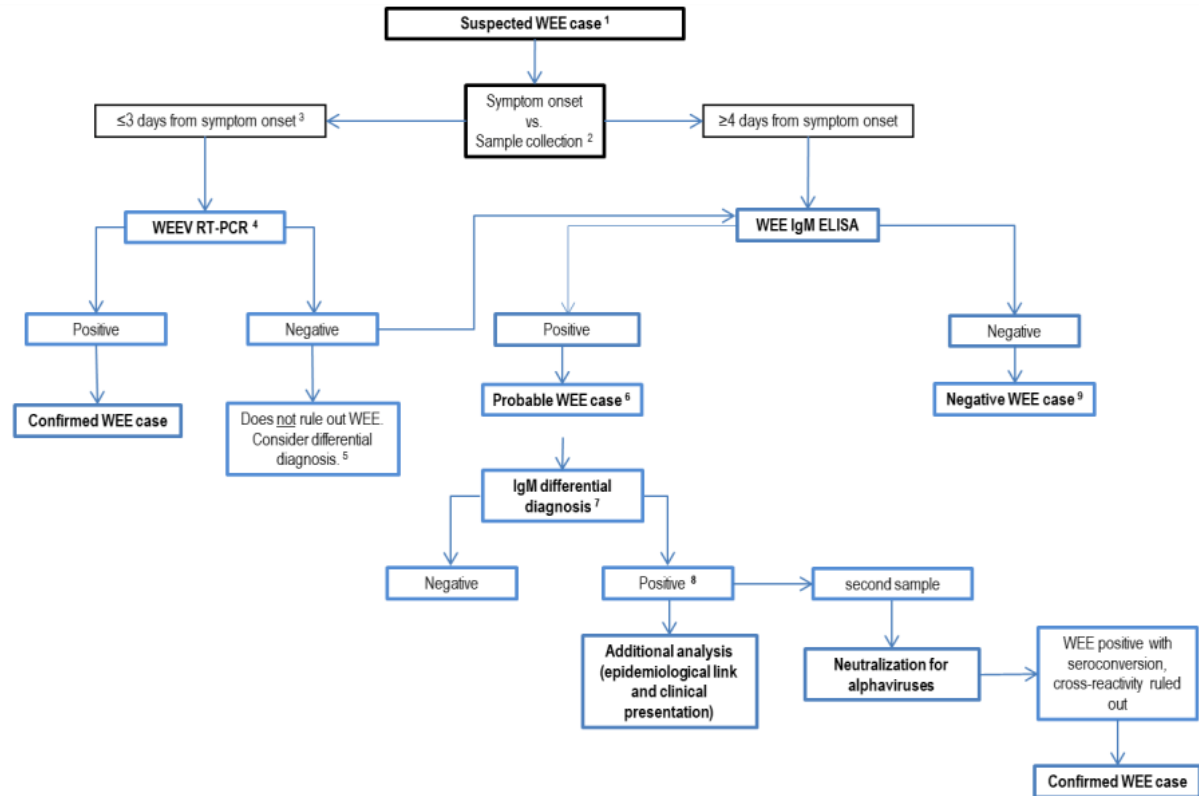 Suspected WEE case 1
Symptom onset
vs.
Sample collection 2
≤3 days from symptom onset 3
≥4 days from symptom onset
WEEV RT-PCR 4
WEE IgM ELISA
Positive
Negative
Positive
Negative
Confirmed WEE case
Does not rule out WEE.
Consider differential
diagnosis. 5
Probable WEE case 6
Negative WEE case 9
IgM differential
diagnosis 7
Negative
Positive 8
second sample
Additional analysis
(epidemiological link
and clinical
presentation)
Neutralization for
alphaviruses
WEE positive with
seroconversion,
cross-reactivity ruled
out
Confirmed WEE case